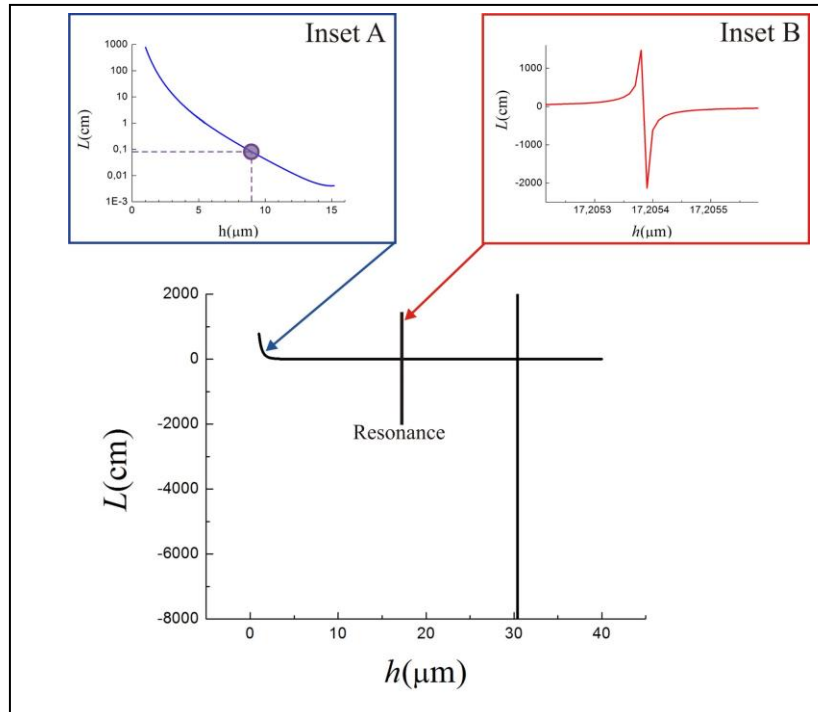 Inset A
1000
100
10
1
0,1
0,01
1E-3
L(cm)
0
5
10
15
h(μm)
Inset B
1000
0
-1000
-2000
L(cm)
17,2053
17,2054
17,2055
h(μm)
2000
0
-2000
-4000
-6000
-8000
L(cm)
Resonance
0
10
20
30
40
h(μm)